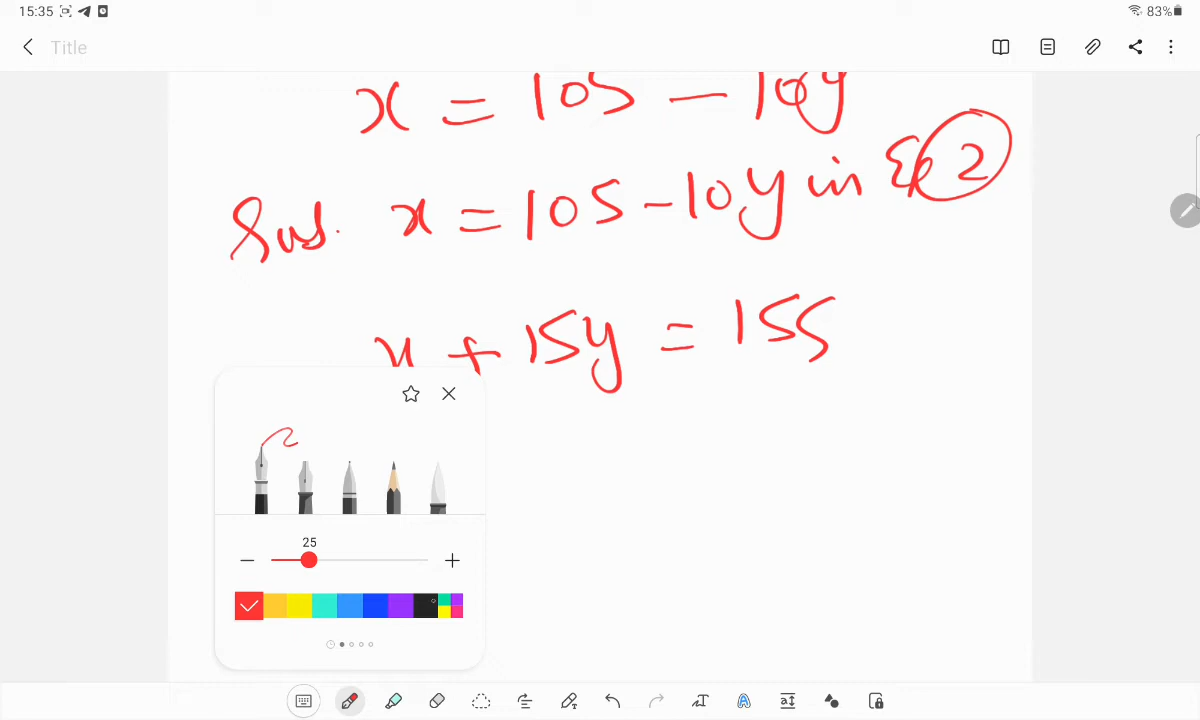 15:35 83%
Title
x = 105 - 10y
Sub. x = 105 - 10y in Eq 2
x + 15y = 155
25